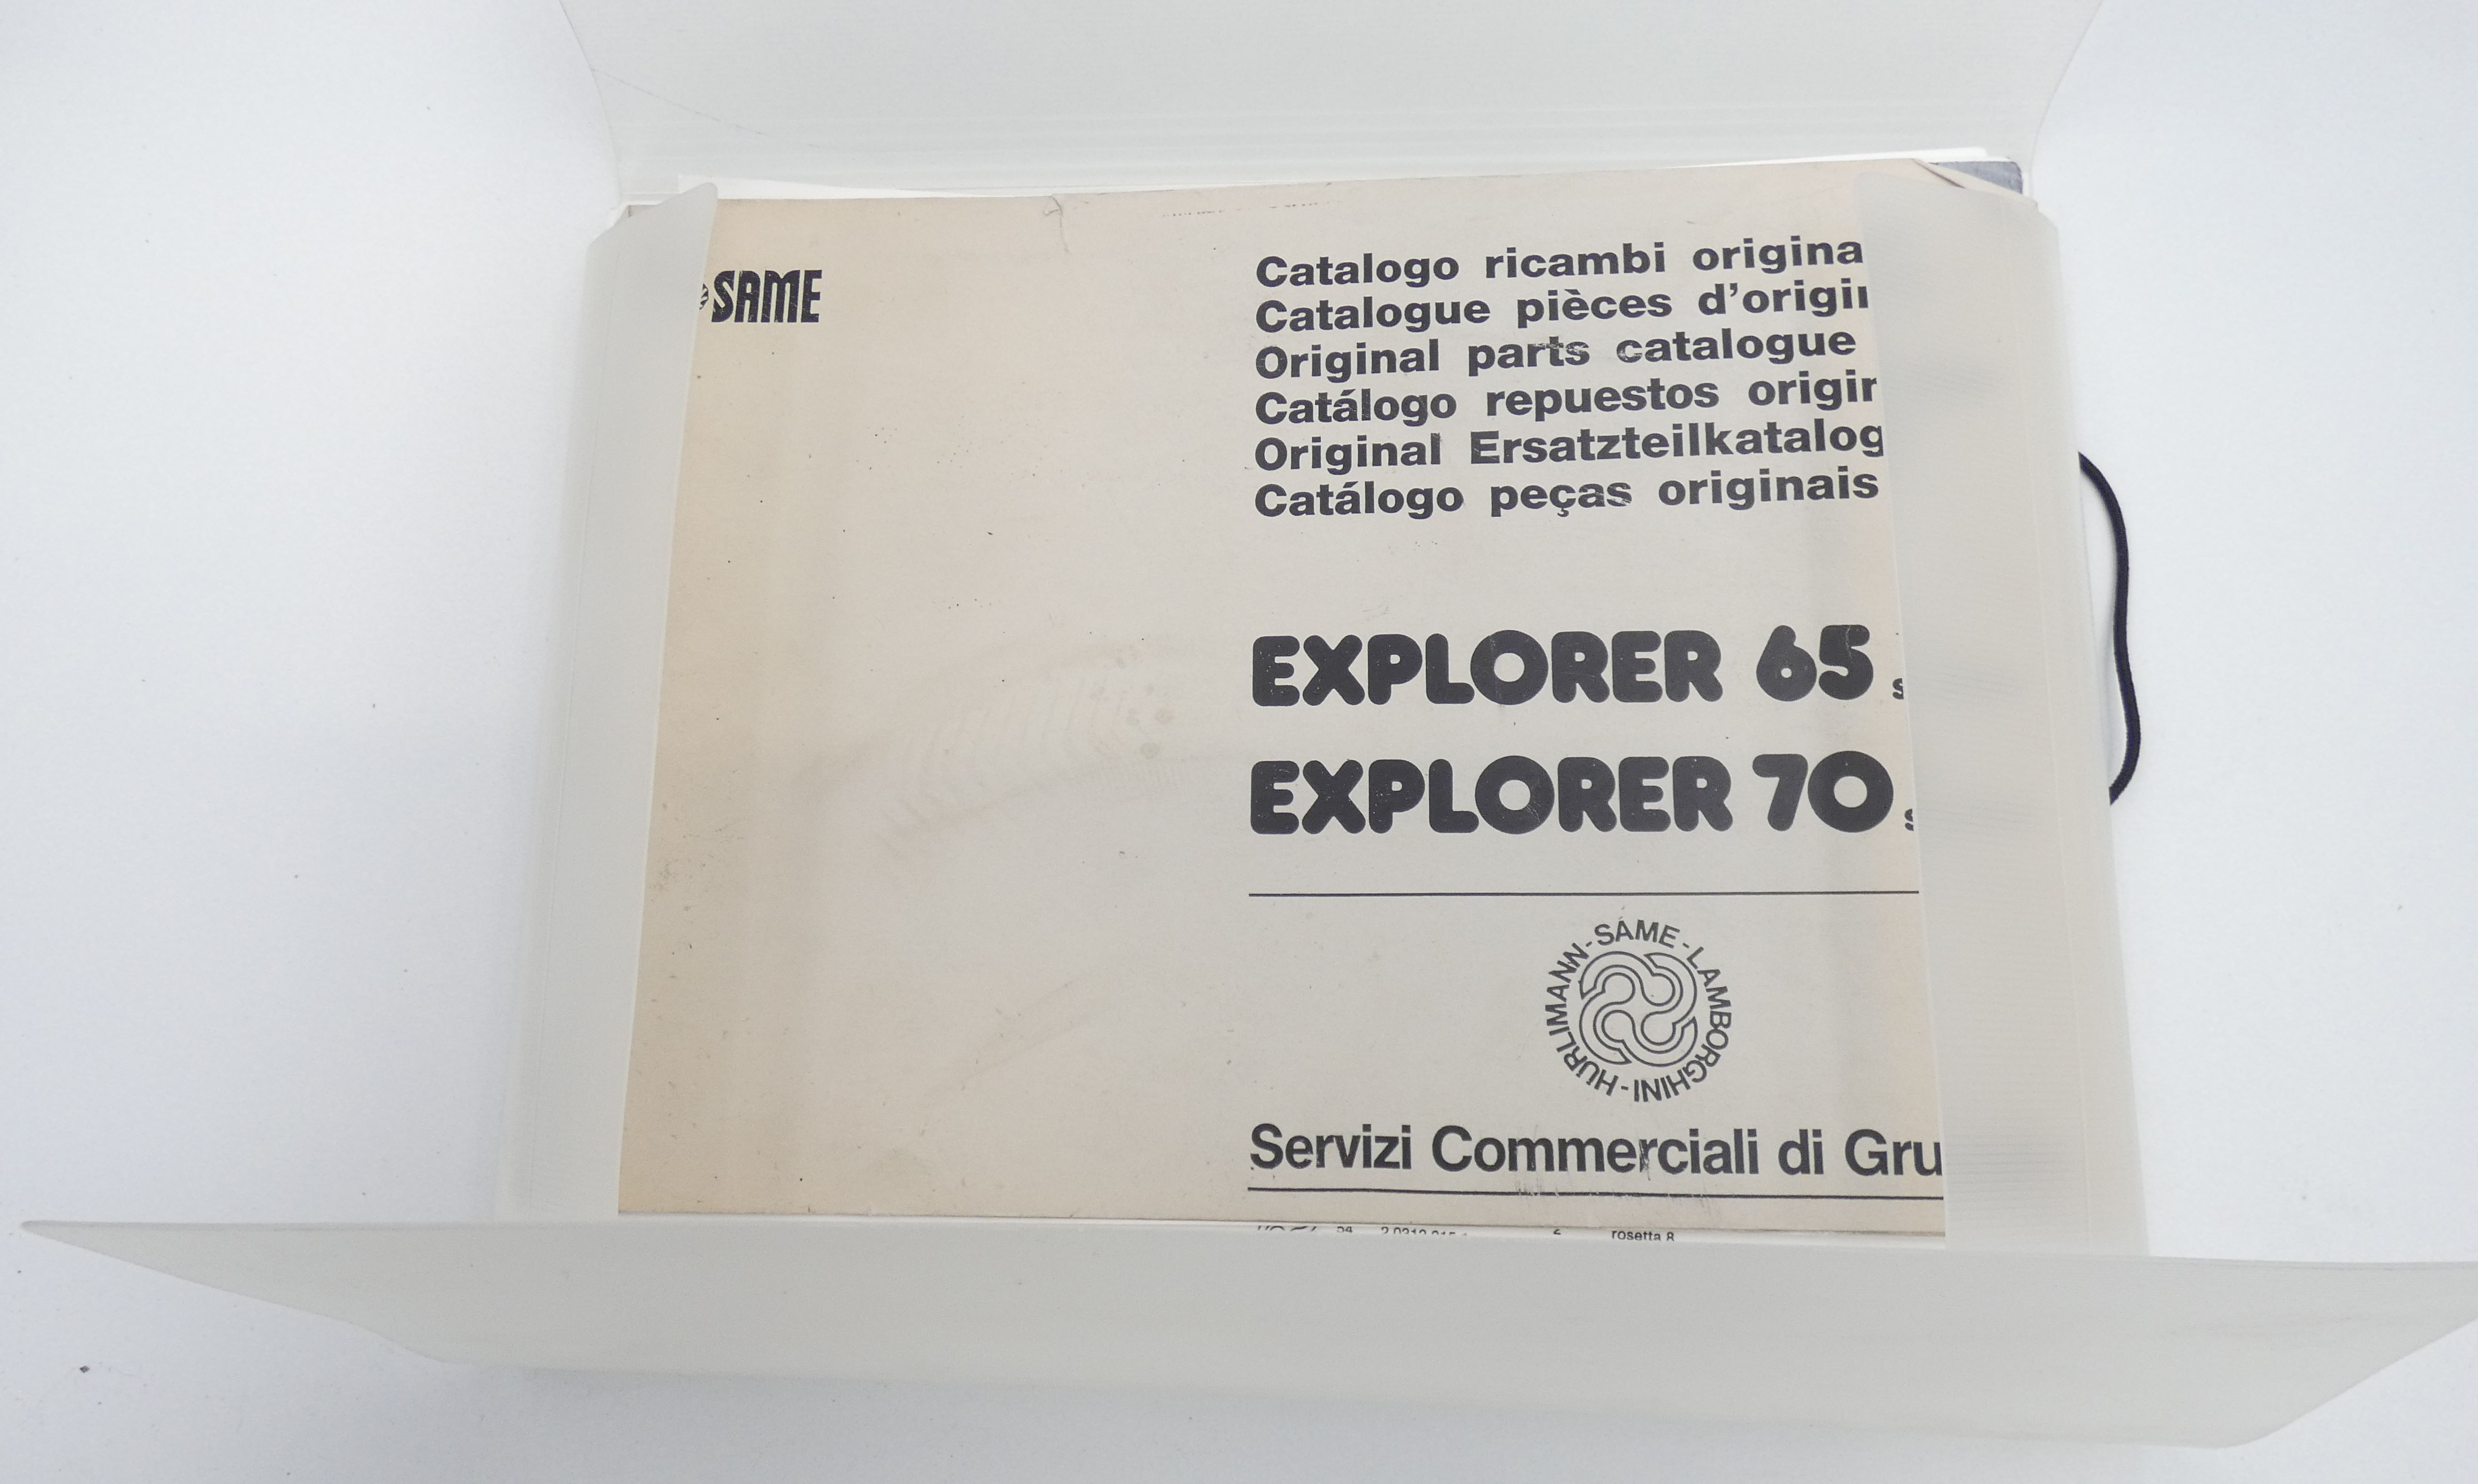 SAME
Catalogo ricambi origina
Catalogue pièces d'origi
Original parts catalogue
Catálogo repuestos origin
Original Ersatzteilkatalog
Catálogo peças originais
EXPLORER 65
EXPLORER 70
HURLIMANN - SAME - LAMBORGHINI -
Servizi Commerciali di Gru
rosetta 8